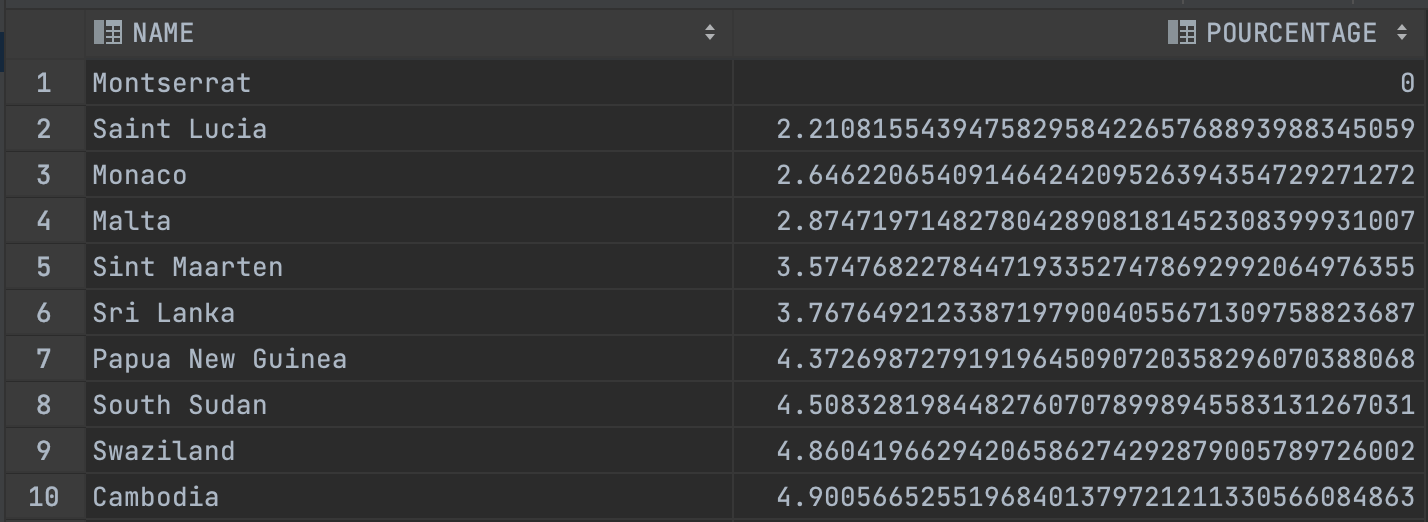 NAME POURCENTAGE
1 Montserrat 0
2 Saint Lucia 2.21081554394758295842265768893988345059
3 Monaco 2.64622065409146424209526394354729271272
4 Malta 2.87471971482780428908181452308399931007
5 Sint Maarten 3.57476822784471933527478692992064976355
6 Sri Lanka 3.76764921233871979004055671309758823687
7 Papua New Guinea 4.37269872791919645090720358296070388068
8 South Sudan 4.50832819844827607078998945583131267031
9 Swaziland 4.86041966294206586274292879005789726002
10 Cambodia 4.90056652551968401379721211330566084863